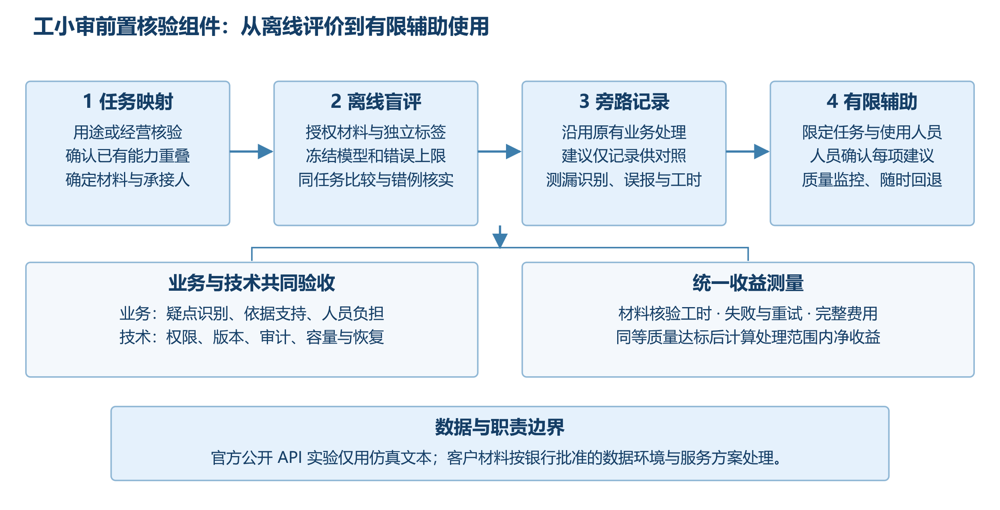 工小审前置核验组件：从离线评价到有限辅助使用
1 任务映射
用途或经营核验
确认已有能力重叠
确定材料与承接人
2 离线盲评
授权材料与独立标签
冻结模型和错误上限
同任务比较与错例核实
3 旁路记录
沿用原有业务处理
建议仅记录供对照
测漏识别、误报与工时
4 有限辅助
限定任务与使用人员
人员确认每项建议
质量监控、随时回退
业务与技术共同验收
业务：疑点识别、依据支持、人员负担
技术：权限、版本、审计、容量与恢复
统一收益测量
材料核验工时 · 失败与重试 · 完整费用
同等质量达标后计算处理范围内净收益
数据与职责边界
官方公开 API 实验仅用仿真文本；客户材料按银行批准的数据环境与服务方案处理。